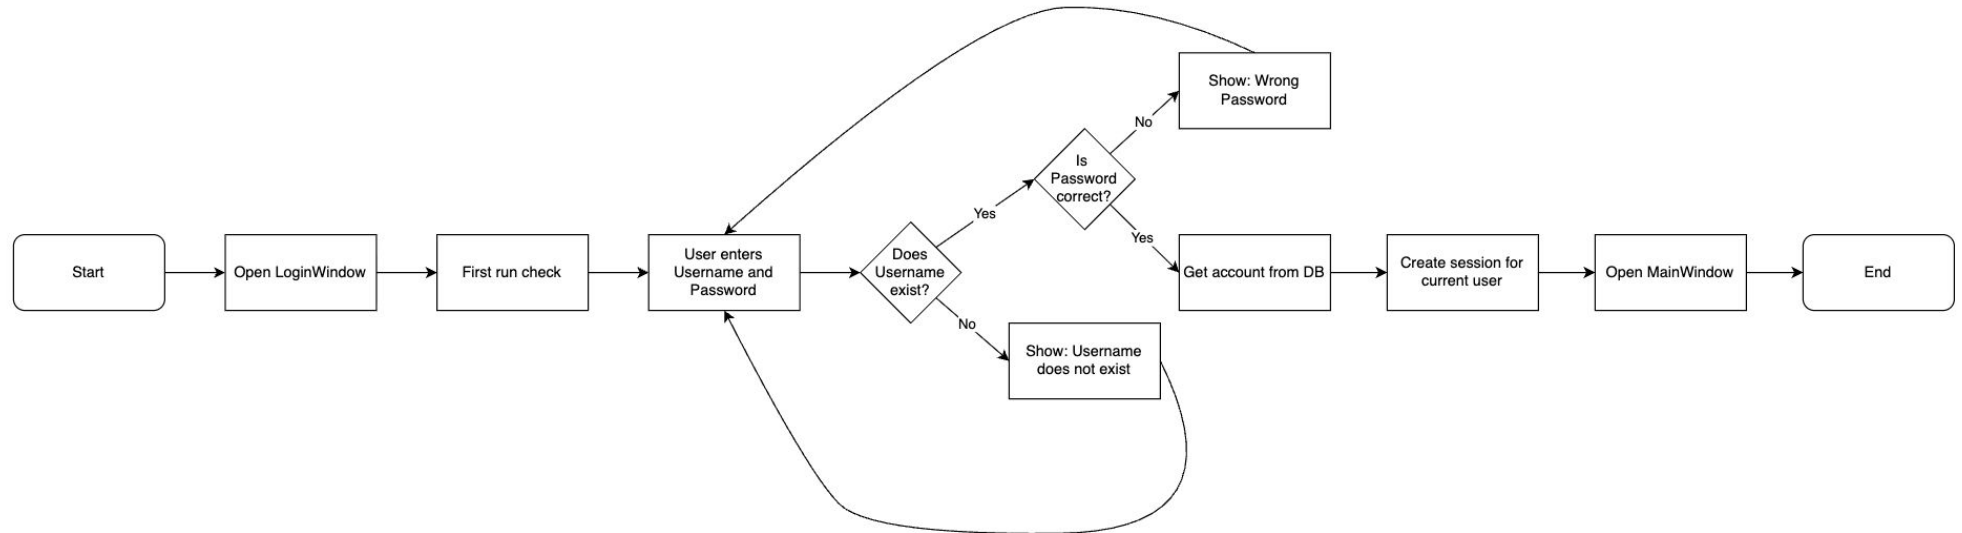 Show: Wrong
Password
No
Is
Password
correct?
Yes
Start
Open LoginWindow
First run check
User enters
Username and
Password
Does
Username
exist?
Yes
Get account from DB
Create session for
current user
Open MainWindow
End
No
Show: Username
does not exist